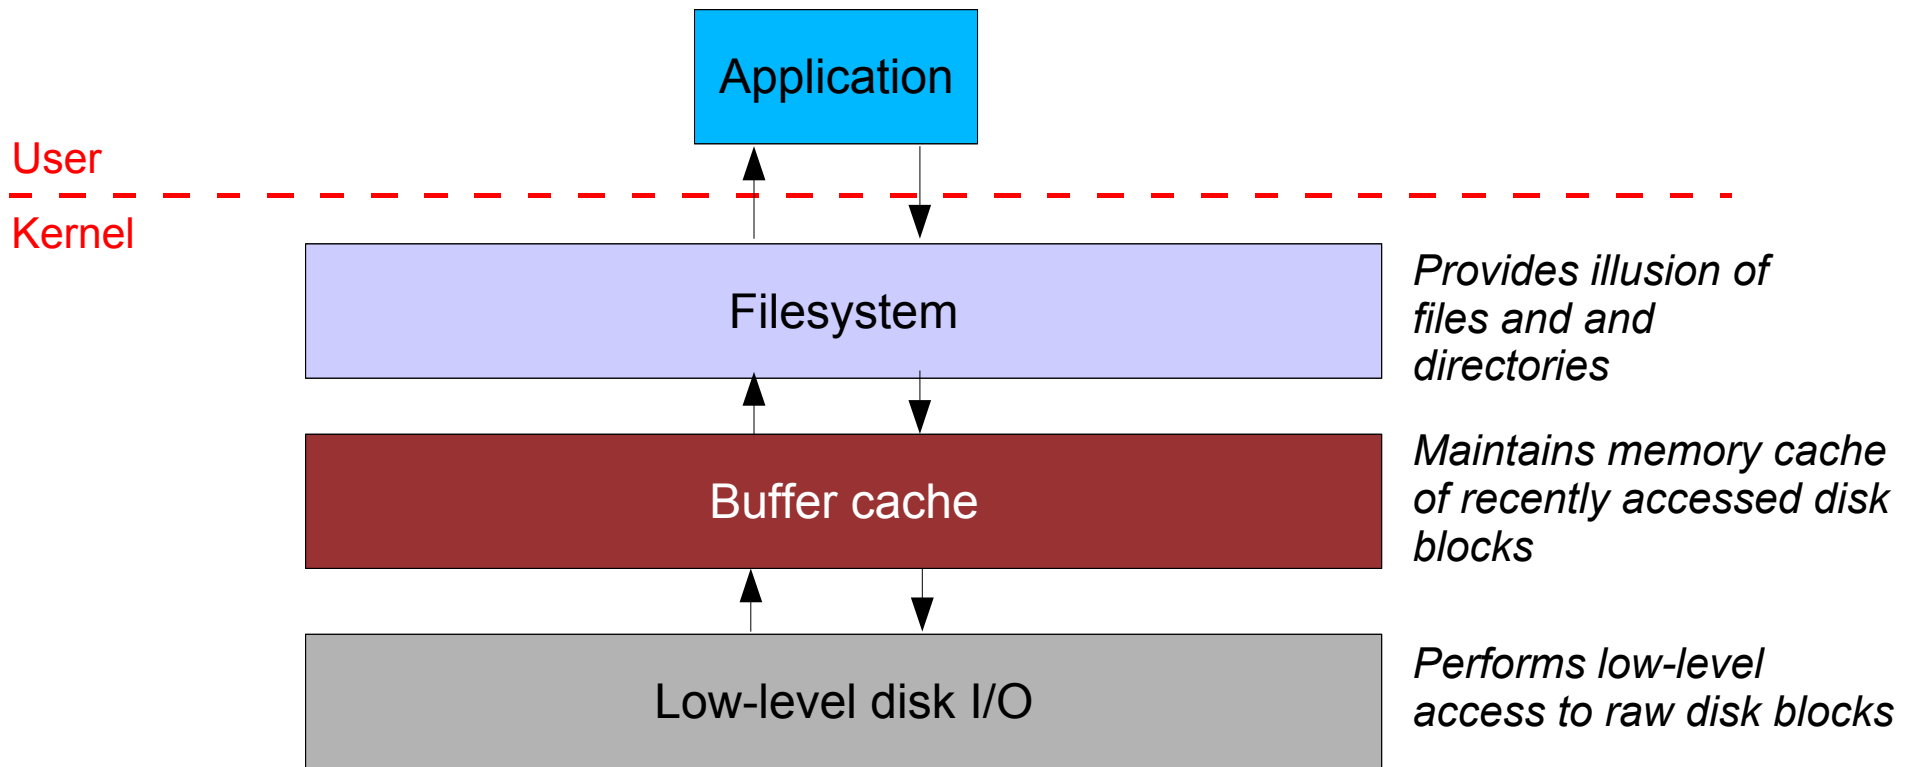 Application
User
Kernel
Filesystem
Provides illusion of
files and and
directories
Buffer cache
Maintains memory cache
of recently accessed disk
blocks
Low-level disk I/O
Performs low-level
access to raw disk blocks